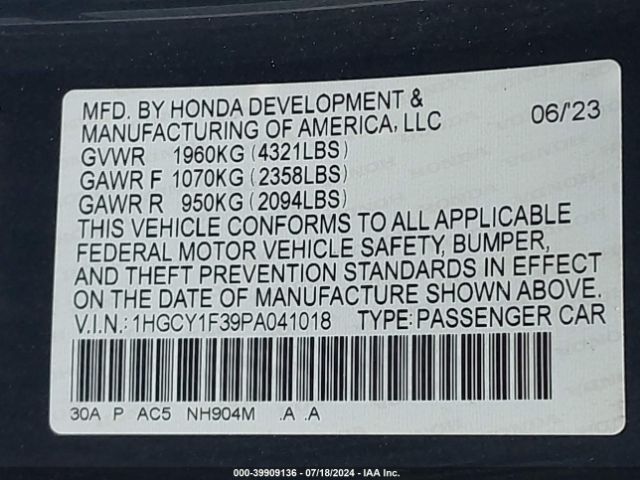 MFD. BY HONDA DEVELOPMENT &
MANUFACTURING OF AMERICA, LLC 06/'23
GVWR 1960KG (4321LBS)
GAWR F 1070KG (2358LBS)
GAWR R 950KG (2094LBS)
THIS VEHICLE CONFORMS TO ALL APPLICABLE
FEDERAL MOTOR VEHICLE SAFETY, BUMPER,
AND THEFT PREVENTION STANDARDS IN EFFECT
ON THE DATE OF MANUFACTURE SHOWN ABOVE.
V.I.N.: 1HGCY1F39PA041018 TYPE: PASSENGER CAR
30A P AC5 NH904M .A .A
000-39909136 - 07/18/2024 - IAA Inc.